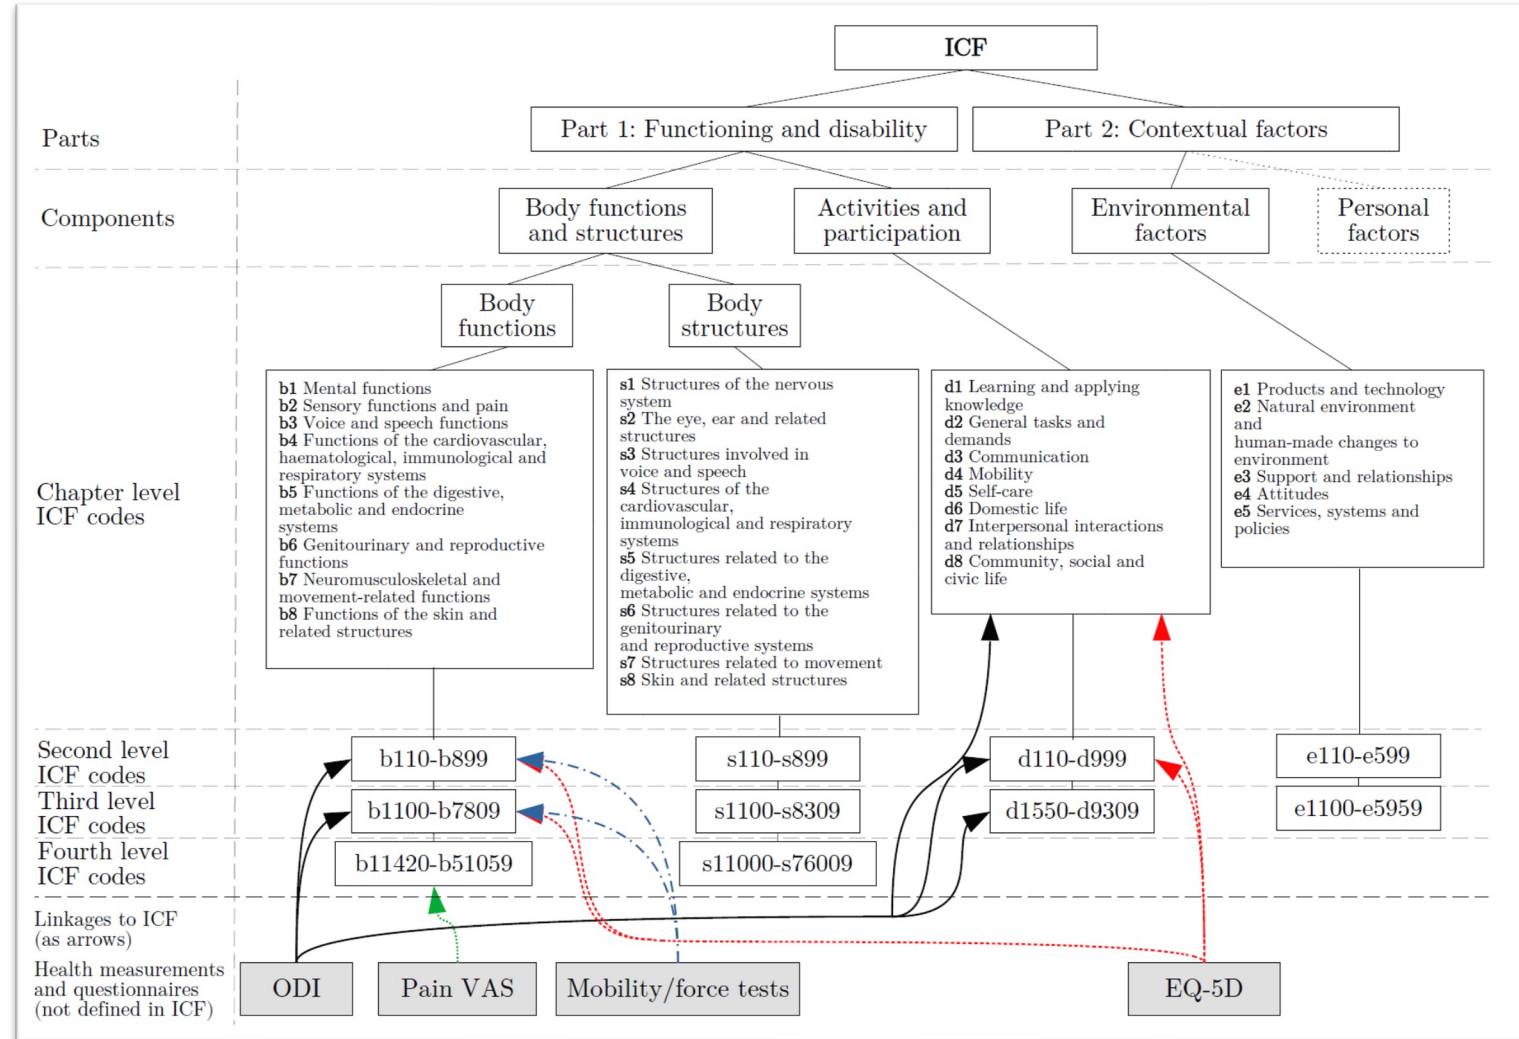 ICF
Parts
Part 1: Functioning and disability
Part 2: Contextual factors
Components
Body functions
and structures
Activities and
participation
Environmental
factors
Personal
factors
Body
functions
Body
structures
Chapter level
ICF codes
b1 Mental functions
b2 Sensory functions and pain
b3 Voice and speech functions
b4 Functions of the cardiovascular,
haematological, immunological and
respiratory systems
b5 Functions of the digestive,
metabolic and endocrine
systems
b6 Genitourinary and reproductive
functions
b7 Neuromusculoskeletal and
movement-related functions
b8 Functions of the skin and
related structures
s1 Structures of the nervous
system
s2 The eye, ear and related
structures
s3 Structures involved in
voice and speech
s4 Structures of the
cardiovascular,
immunological and respiratory
systems
s5 Structures related to the
digestive,
metabolic and endocrine systems
s6 Structures related to the
genitourinary
and reproductive systems
s7 Structures related to movement
s8 Skin and related structures
d1 Learning and applying
knowledge
d2 General tasks and
demands
d3 Communication
d4 Mobility
d5 Self-care
d6 Domestic life
d7 Interpersonal interactions
and relationships
d8 Community, social and
civic life
e1 Products and technology
e2 Natural environment
and
human-made changes to
environment
e3 Support and relationships
e4 Attitudes
e5 Services, systems and
policies
Second level
ICF codes
b110-b899
s110-s899
d110-d999
e110-e599
Third level
ICF codes
b1100-b7809
s1100-s8309
d1550-d9309
e1100-e5959
Fourth level
ICF codes
b11420-b51059
s11000-s76009
Linkages to ICF
(as arrows)
Health measurements
and questionnaires
(not defined in ICF)
ODI
Pain VAS
Mobility/force tests
EQ-5D